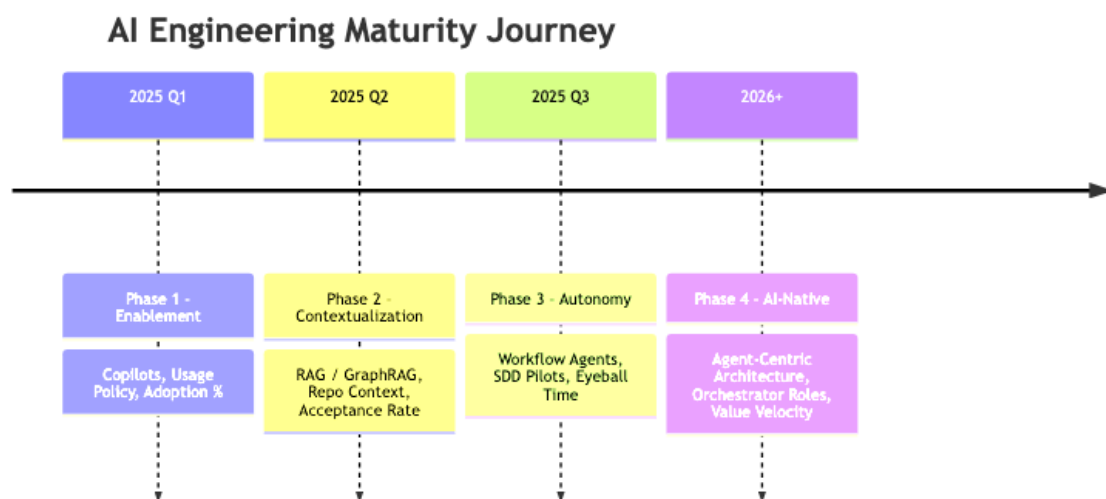 AI Engineering Maturity Journey
2025 Q1
2025 Q2
2025 Q3
2026+
Phase 1 -
Enablement
Copilots, Usage
Policy, Adoption %
Phase 2 -
Contextualization
RAG / GraphRAG,
Repo Context,
Acceptance Rate
Phase 3 - Autonomy
Workflow Agents,
SDD Pilots, Eyeball
Time
Phase 4 - AI-Native
Agent-Centric
Architecture,
Orchestrator Roles,
Value Velocity